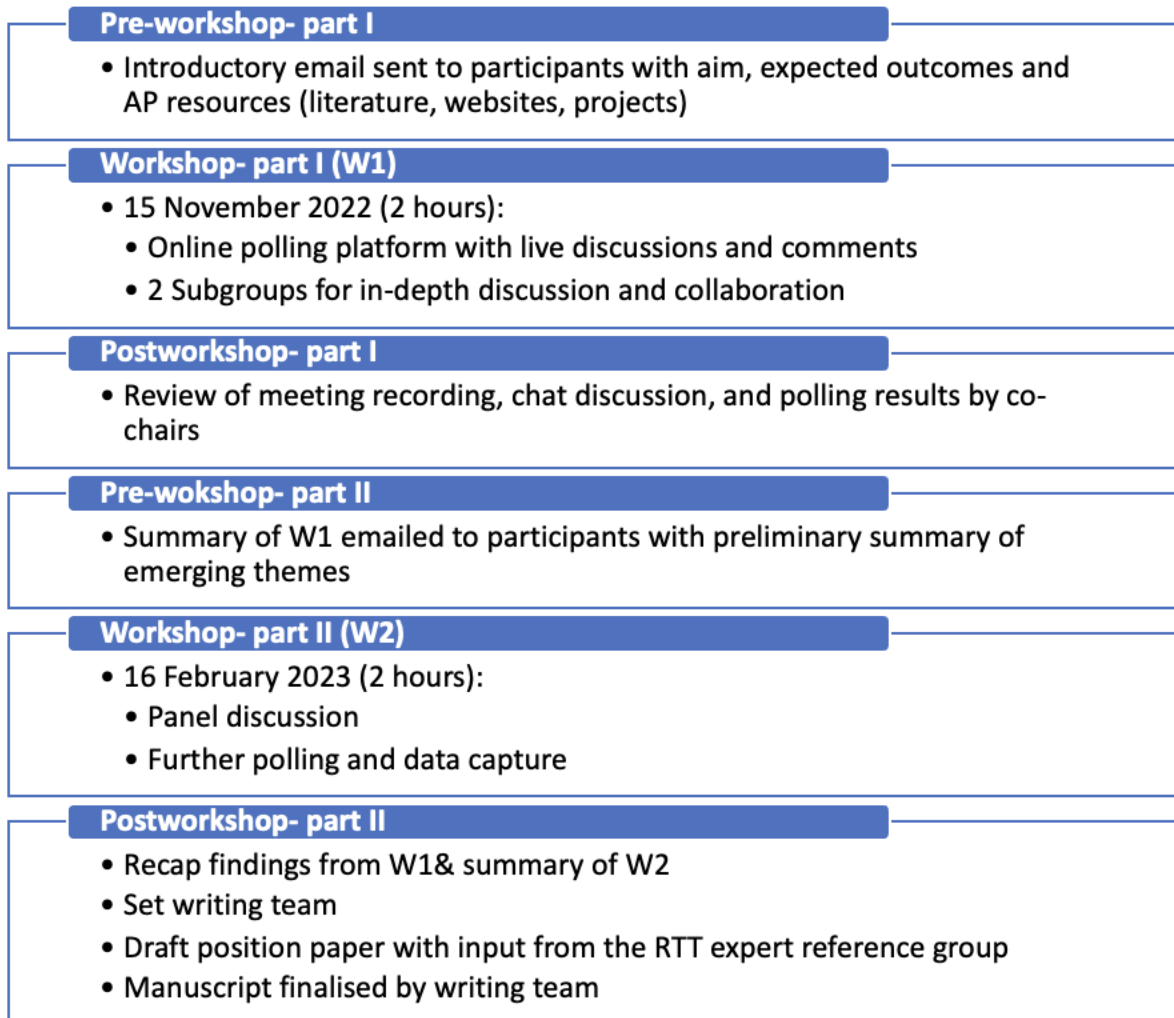 Pre-workshop- part I
• Introductory email sent to participants with aim, expected outcomes and
AP resources (literature, websites, projects)
Workshop- part I (W1)
• 15 November 2022 (2 hours):
• Online polling platform with live discussions and comments
• 2 Subgroups for in-depth discussion and collaboration
Postworkshop- part I
• Review of meeting recording, chat discussion, and polling results by co-
chairs
Pre-wokshop- part II
• Summary of W1 emailed to participants with preliminary summary of
emerging themes
Workshop- part II (W2)
• 16 February 2023 (2 hours):
• Panel discussion
• Further polling and data capture
Postworkshop- part II
• Recap findings from W1& summary of W2
• Set writing team
• Draft position paper with input from the RTT expert reference group
• Manuscript finalised by writing team